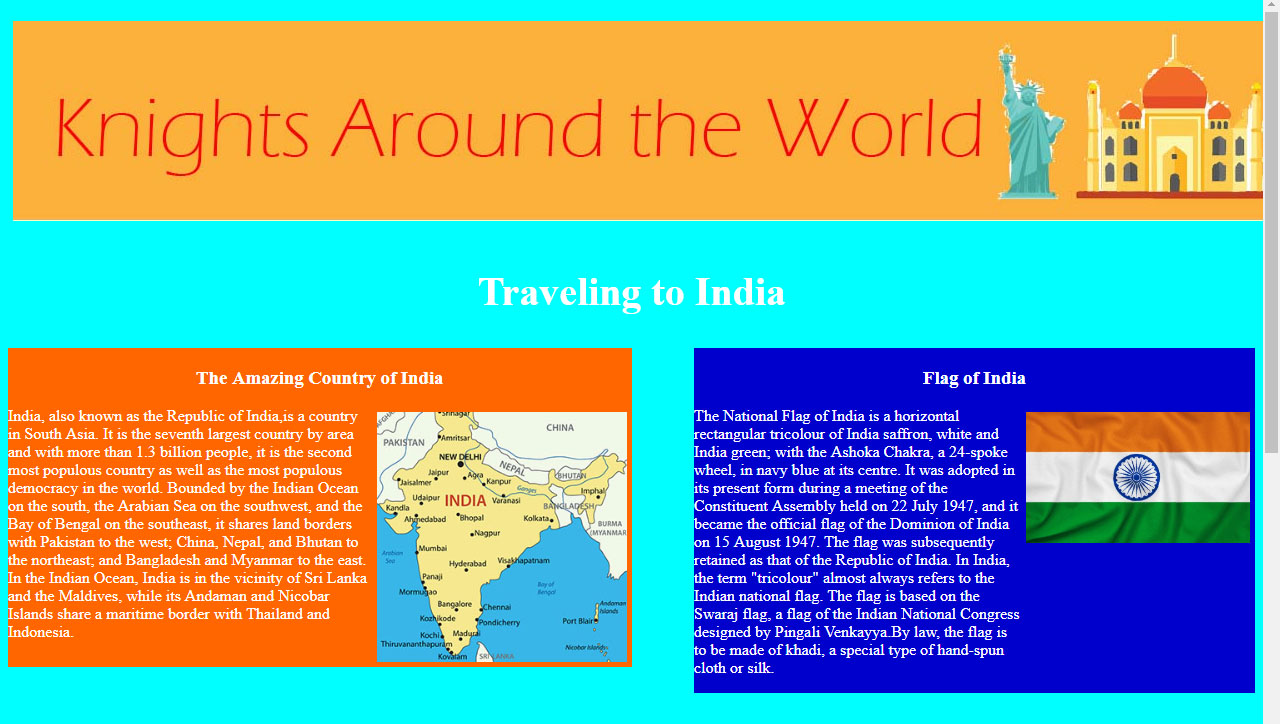 Knights Around the World
Traveling to India
The Amazing Country of India
India, also known as the Republic of India,is a country
in South Asia. It is the seventh largest country by area
and with more than 1.3 billion people, it is the second
most populous country as well as the most populous
democracy in the world. Bounded by the Indian Ocean
on the south, the Arabian Sea on the southwest, and the
Bay of Bengal on the southeast, it shares land borders
with Pakistan to the west; China, Nepal, and Bhutan to
the northeast; and Bangladesh and Myanmar to the east.
In the Indian Ocean, India is in the vicinity of Sri Lanka
and the Maldives, while its Andaman and Nicobar
Islands share a maritime border with Thailand and
Indonesia.
Srinagar
CHINA
PAKISTAN
Amritsar
NEW DELHI
NEPAL
BHUTAN
Jaipur
Agra
Kanpur
Jaisalmer
Ganges
Imphal
Udaipur
INDIA
Varanasi
Kandla
BANGLADESH
Ahmedabad
Bhopal
Kolkata
BURMA
(MYANMAR
Nagpur
Mumbai
Arabian
Sea
Hyderabad
Visakhapatnam
Panaji
Bay of
Bengal
Mormugao
Bangalore
Chennai
Andaman
Islands
Kozhikode
Pondicherry
Port Blair
Kochi
Madurai
Thiruvananthapuram
Nicobar Islands
Kovalam
SRI LANKA
Flag of India
The National Flag of India is a horizontal
rectangular tricolour of India saffron, white and
India green; with the Ashoka Chakra, a 24-spoke
wheel, in navy blue at its centre. It was adopted in
its present form during a meeting of the
Constituent Assembly held on 22 July 1947, and it
became the official flag of the Dominion of India
on 15 August 1947. The flag was subsequently
retained as that of the Republic of India. In India,
the term "tricolour" almost always refers to the
Indian national flag. The flag is based on the
Swaraj flag, a flag of the Indian National Congress
designed by Pingali Venkayya.By law, the flag is
to be made of khadi, a special type of hand-spun
cloth or silk.